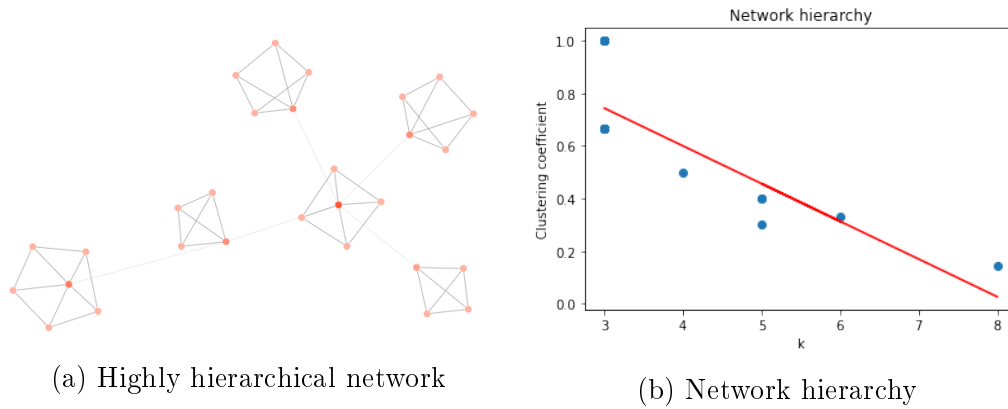 Network hierarchy
1.0
0.8
0.6
0.4
0.2
0.0
Clustering coefficient
3 4 5 6 7 8
k
(a) Highly hierarchical network
(b) Network hierarchy